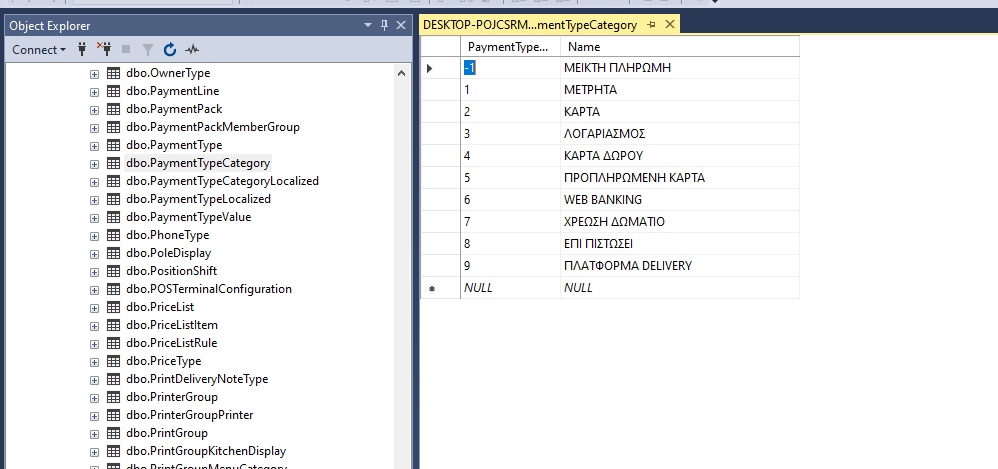 Object Explorer
Connect
dbo.OwnerType
dbo.PaymentLine
dbo.PaymentPack
dbo.PaymentPackMemberGroup
dbo.PaymentType
dbo.PaymentTypeCategory
dbo.PaymentTypeCategoryLocalized
dbo.PaymentTypeLocalized
dbo.PaymentTypeValue
dbo.PhoneType
dbo.PoleDisplay
dbo.PositionShift
dbo.POSTerminalConfiguration
dbo.PriceList
dbo.PriceListItem
dbo.PriceListRule
dbo.PriceType
dbo.PrintDeliveryNoteType
dbo.PrinterGroup
dbo.PrinterGroupPrinter
dbo.PrintGroup
dbo.PrintGroupKitchenDisplay
dbo.PrintGroupMenuCategory
DESKTOP-POJCSRM...mentTypeCategory
PaymentType... Name
-1 ΜΕΙΚΤΗ ΠΛΗΡΩΜΗ
1 ΜΕΤΡΗΤΑ
2 ΚΑΡΤΑ
3 ΛΟΓΑΡΙΑΣΜΟΣ
4 ΚΑΡΤΑ ΔΩΡΟΥ
5 ΠΡΟΠΛΗΡΩΜΕΝΗ ΚΑΡΤΑ
6 WEB BANKING
7 ΧΡΕΩΣΗ ΔΩΜΑΤΙΟ
8 ΕΠΙ ΠΙΣΤΩΣΕΙ
9 ΠΛΑΤΦΟΡΜΑ DELIVERY
NULL NULL